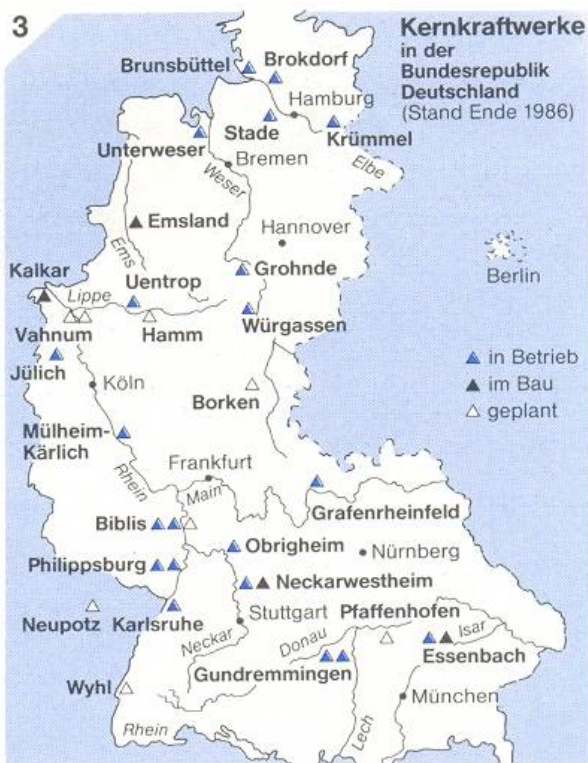 3
Kernkraftwerke
in der
Bundesrepublik
Deutschland
(Stand Ende 1986)
Brunsbüttel
Brokdorf
Hamburg
Stade
Krümmel
Unterweser
Bremen
Weser
Elbe
Emsland
Hannover
Ems
Berlin
Kalkar
Uentrop
Grohnde
Lippe
Vahnum
Hamm
Würgassen
Jülich
Köln
Borken
in Betrieb
im Bau
geplant
Mülheim-
Kärlich
Frankfurt
Rhein
Main
Grafenrheinfeld
Biblis
Obrigheim
Nürnberg
Philippsburg
Neckarwestheim
Neupotz
Karlsruhe
Stuttgart
Pfaffenhofen
Neckar
Donau
Isar
Gundremmingen
Essenbach
Wyhl
München
Rhein
Lech